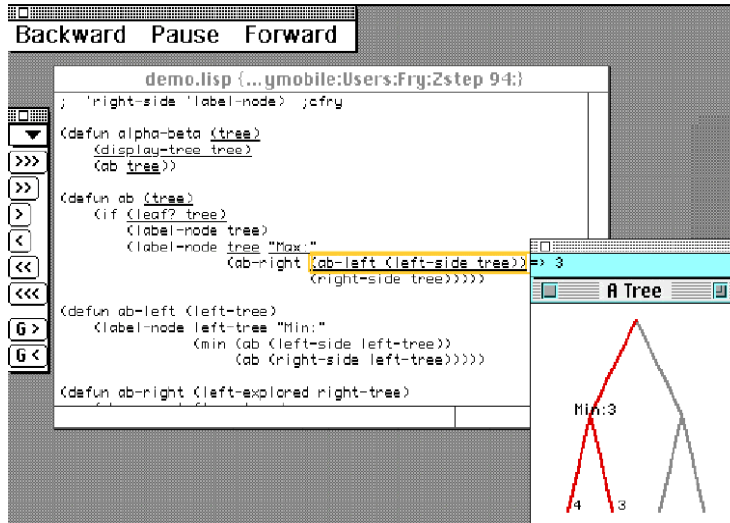 Backward Pause Forward
demo.lisp {...ymobile:Users:Fry:Zstep 94:}
; 'right-side 'label-node) ;cfry
(defun alpha-beta (tree)
(display-tree tree)
(ab tree))
(defun ab (tree)
(if (leaf? tree)
(label-node tree)
(label-node tree "Max:"
(ab-right (ab-left (left-side tree))
(right-side tree)))))
(defun ab-left (left-tree)
(label-node left-tree "Min:"
(min (ab (left-side left-tree))
(ab (right-side left-tree)))))
(defun ab-right (left-explored right-tree)
>>>
>>
>
<
<<
<<<
G >
G <
=> 3
A Tree
Min:3
4
3